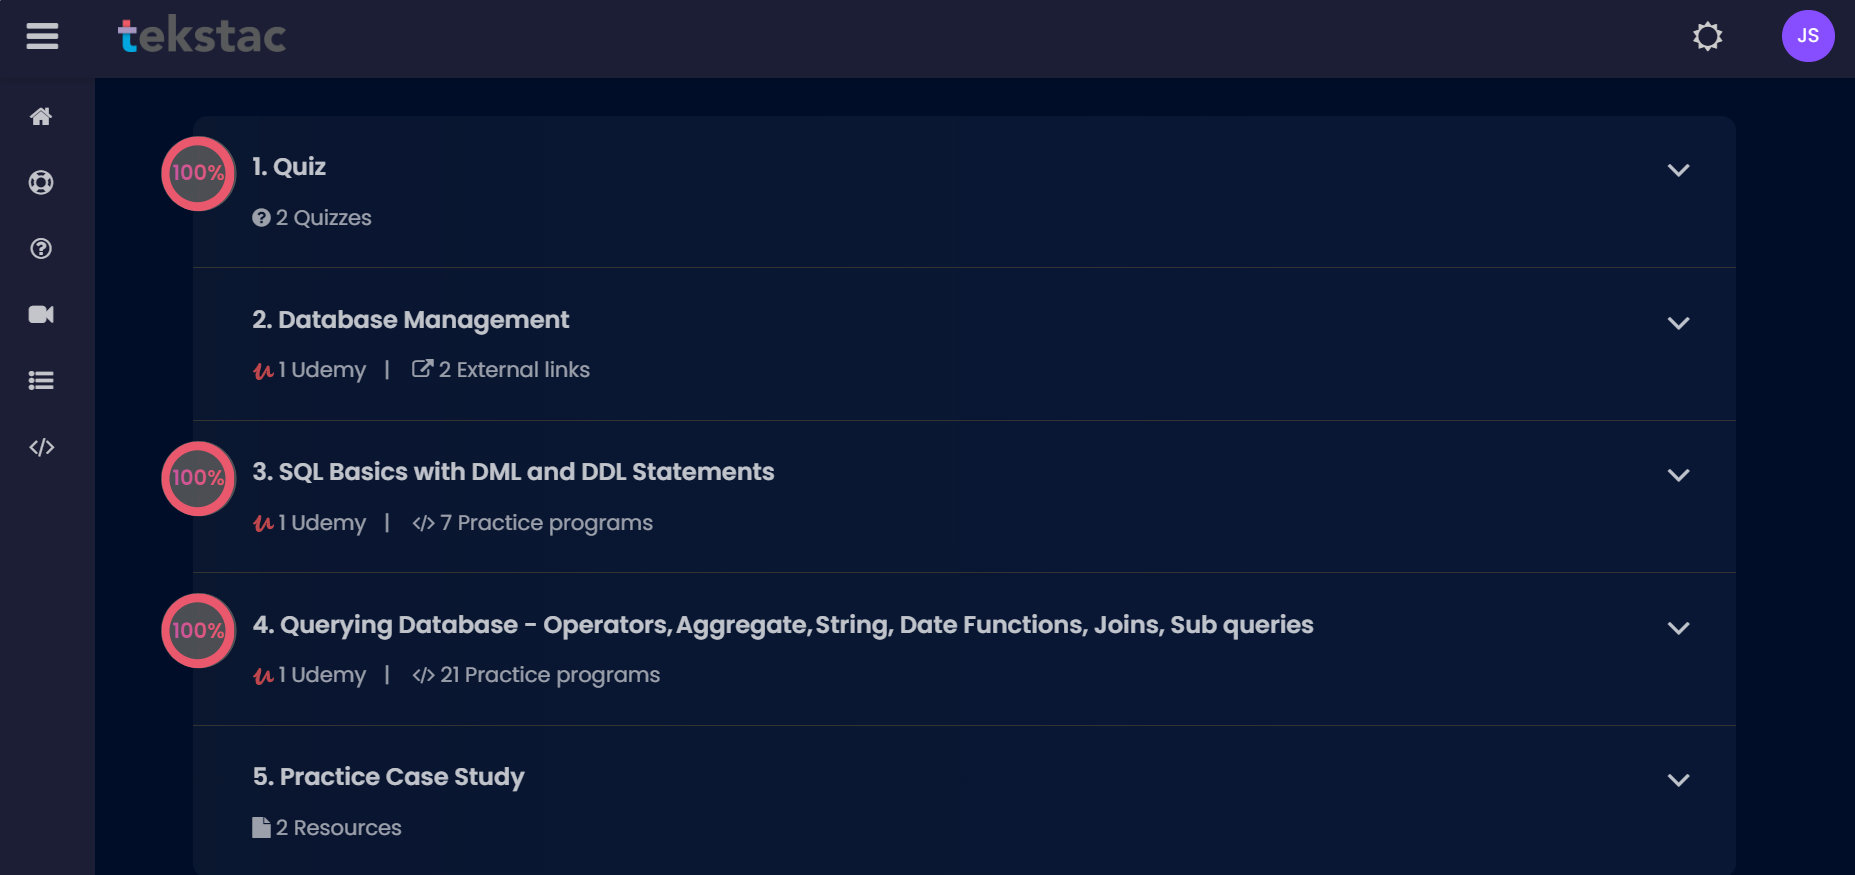 tekstac
JS
100%
1. Quiz
2 Quizzes
2. Database Management
1 Udemy | 2 External links
100%
3. SQL Basics with DML and DDL Statements
1 Udemy | </> 7 Practice programs
100%
4. Querying Database - Operators,Aggregate,String, Date Functions, Joins, Sub queries
1 Udemy | </> 21 Practice programs
5. Practice Case Study
2 Resources